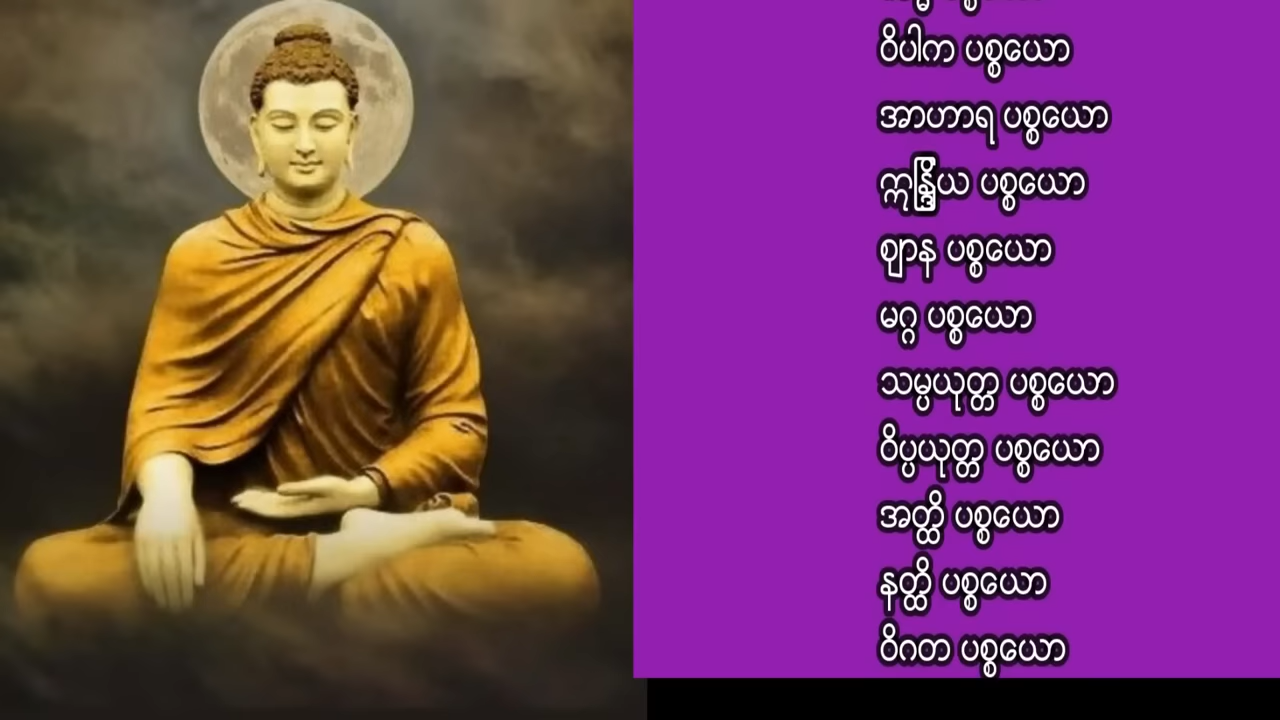 ဝိပါက ပစ္စယော
အာဟာရ ပစ္စယော
ဣန္ဒြိယ ပစ္စယော
ဈာန ပစ္စယော
မဂ္ဂ ပစ္စယော
သမ္ပယုတ္တ ပစ္စယော
ဝိပ္ပယုတ္တ ပစ္စယော
အတ္ထိ ပစ္စယော
နတ္ထိ ပစ္စယော
ဝိဂတ ပစ္စယော